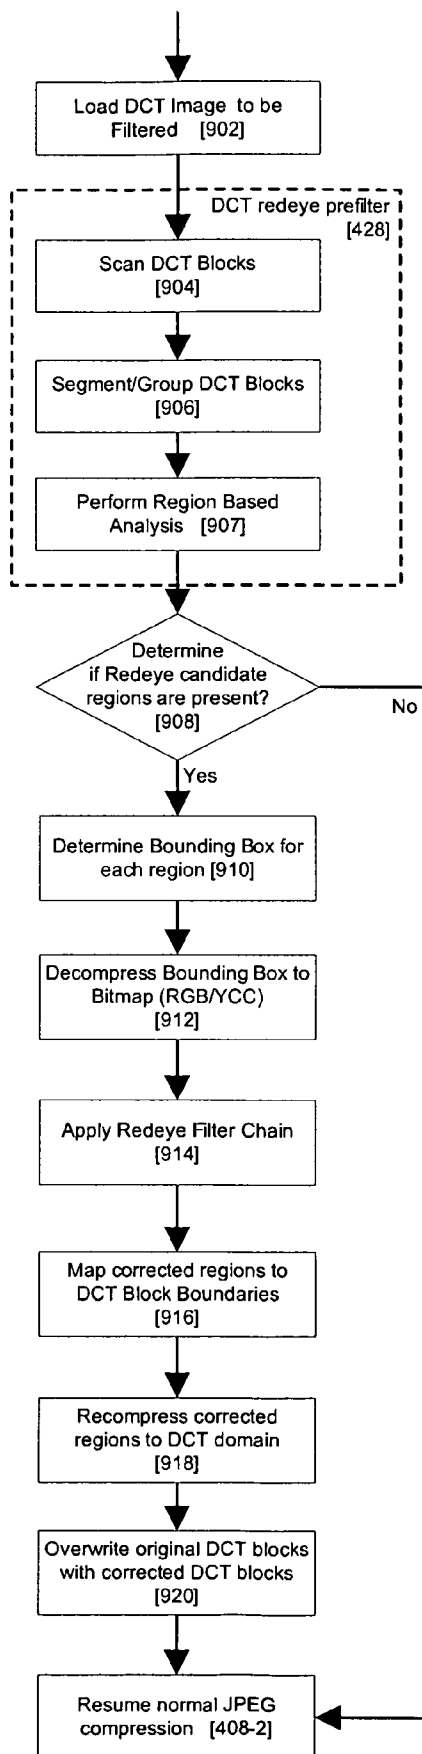 Load DCT Image to be
Filtered [902]
DCT redeye prefilter
[428]
Scan DCT Blocks
[904]
Segment/Group DCT Blocks
[906]
Perform Region Based
Analysis [907]
Determine
if Redeye candidate
regions are present?
[908]
No
Yes
Determine Bounding Box for
each region [910]
Decompress Bounding Box to
Bitmap (RGB/YCC)
[912]
Apply Redeye Filter Chain
[914]
Map corrected regions to
DCT Block Boundaries
[916]
Recompress corrected
regions to DCT domain
[918]
Overwrite original DCT blocks
with corrected DCT blocks
[920]
Resume normal JPEG
compression [408-2]